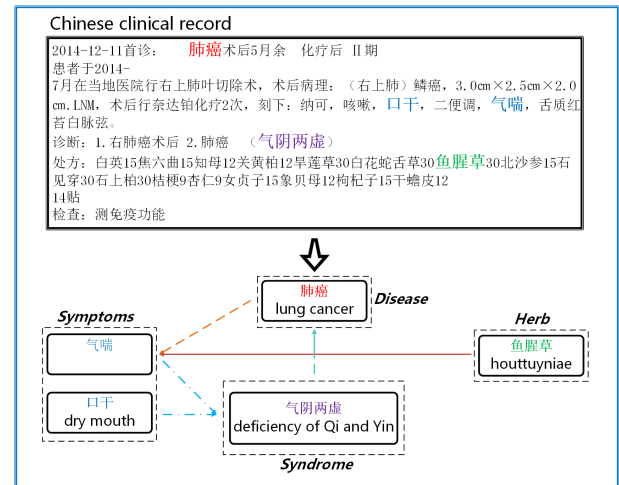 Chinese clinical record
2014-12-11首诊： 肺癌术后5月余 化疗后 Ⅱ期
患者于2014-
7月在当地医院行右上肺叶切除术，术后病理：（右上肺）鳞癌，3.0cm×2.5cm×2.0
cm.LNM，术后行奈达铂化疗2次，刻下：纳可，咳嗽，口干，二便调，气喘，舌质红
苔白脉弦。
诊断：1.右肺癌术后 2.肺癌 （气阴两虚）
处方：白英15焦六曲15知母12关黄柏12旱莲草30白花蛇舌草30鱼腥草30北沙参15石
见穿30石上柏30桔梗9杏仁9女贞子15象贝母12枸杞子15干蟾皮12
14贴
检查：测免疫功能
肺癌
lung cancer
Disease
Symptoms
气喘
口干
dry mouth
Herb
鱼腥草
houttuyniae
气阴两虚
deficiency of Qi and Yin
Syndrome